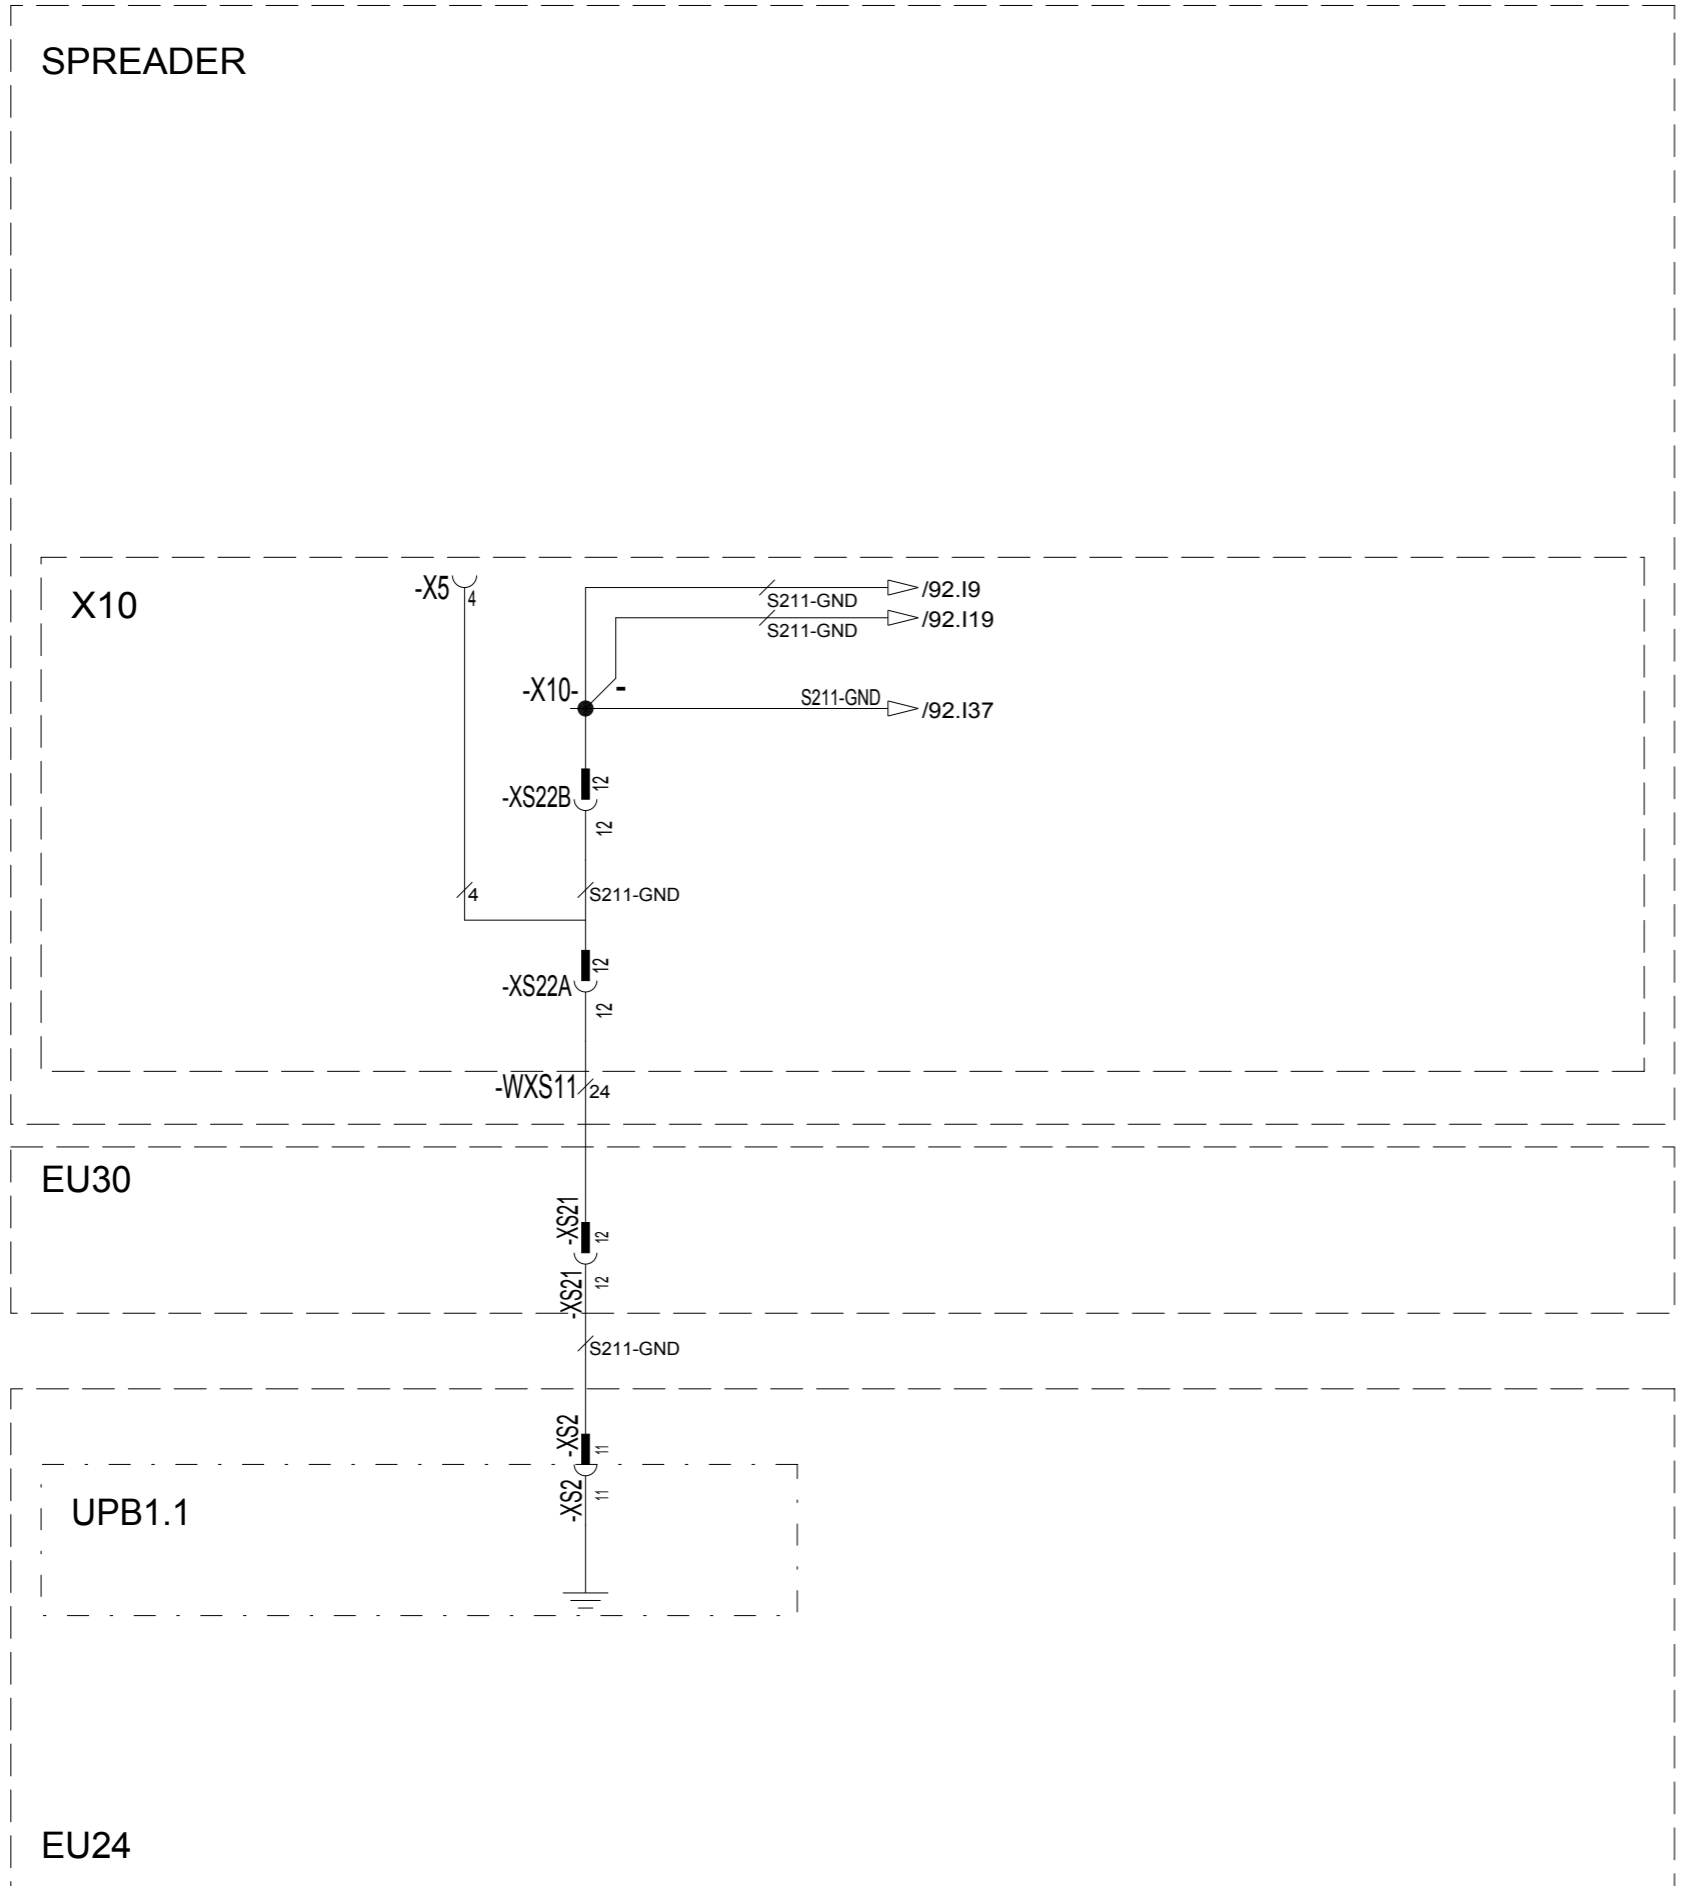 SPREADER
X10
-X5
4
S211-GND
/92.I9
S211-GND
/92.I19
-X10-
-
S211-GND
/92.I37
12
-XS22B
12
4
S211-GND
12
-XS22A
12
-WXS11
24
EU30
-XS21
12
-XS21
12
S211-GND
EU24
-XS2
11
UPB1.1
-XS2
11